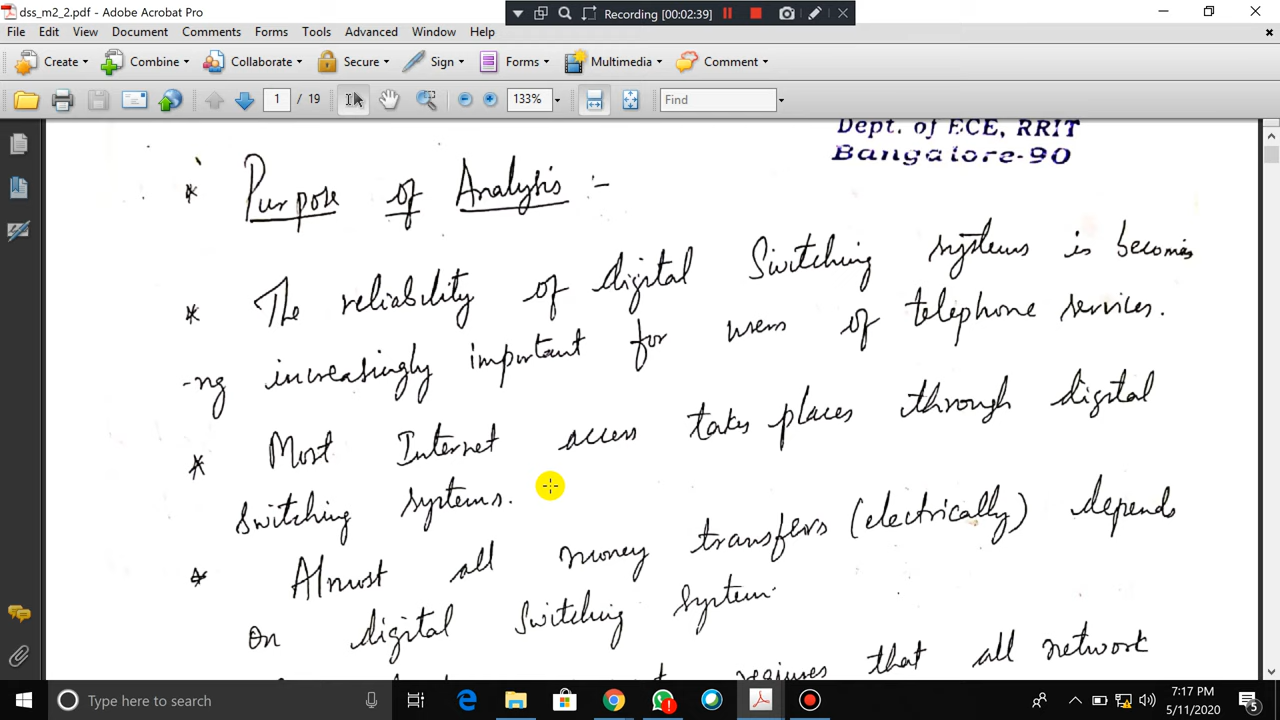 dss_m2_2.pdf - Adobe Acrobat Pro
Recording [00:02:39]
File Edit View Document Comments Forms Tools Advanced Window Help
Create Combine Collaborate Secure Sign Forms Multimedia Comment
1 / 19 133% Find
Dept. of ECE, RRIT
Bangalore-90
* Purpose of Analysis :-
* The reliability of digital Switching systems is becomei
-ng increasingly important for users of telephone services.
* Most Internet access takes places through digital
switching systems.
* Almost all money transfers (electrically) depends
on digital switching system.
requires that all network
Type here to search
7:17 PM
5/11/2020
5